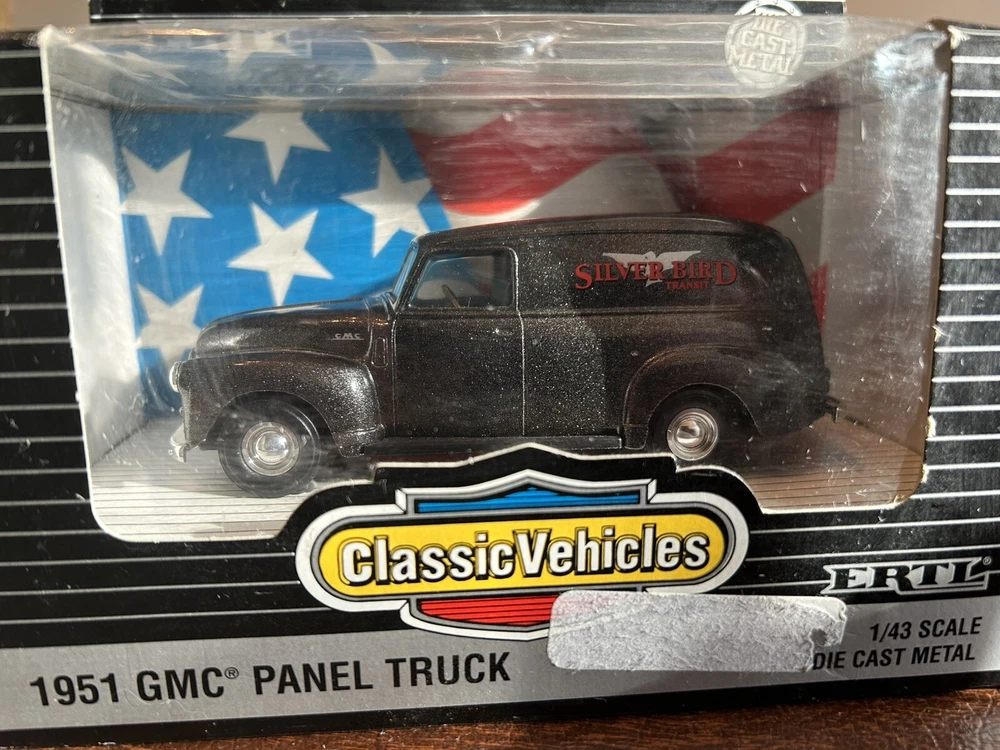 DIE
CAST
METAL
SILVER BIRD
TRANSIT
GMC
ClassicVehicles
ERTL®
1951 GMC® PANEL TRUCK
1/43 SCALE
DIE CAST METAL